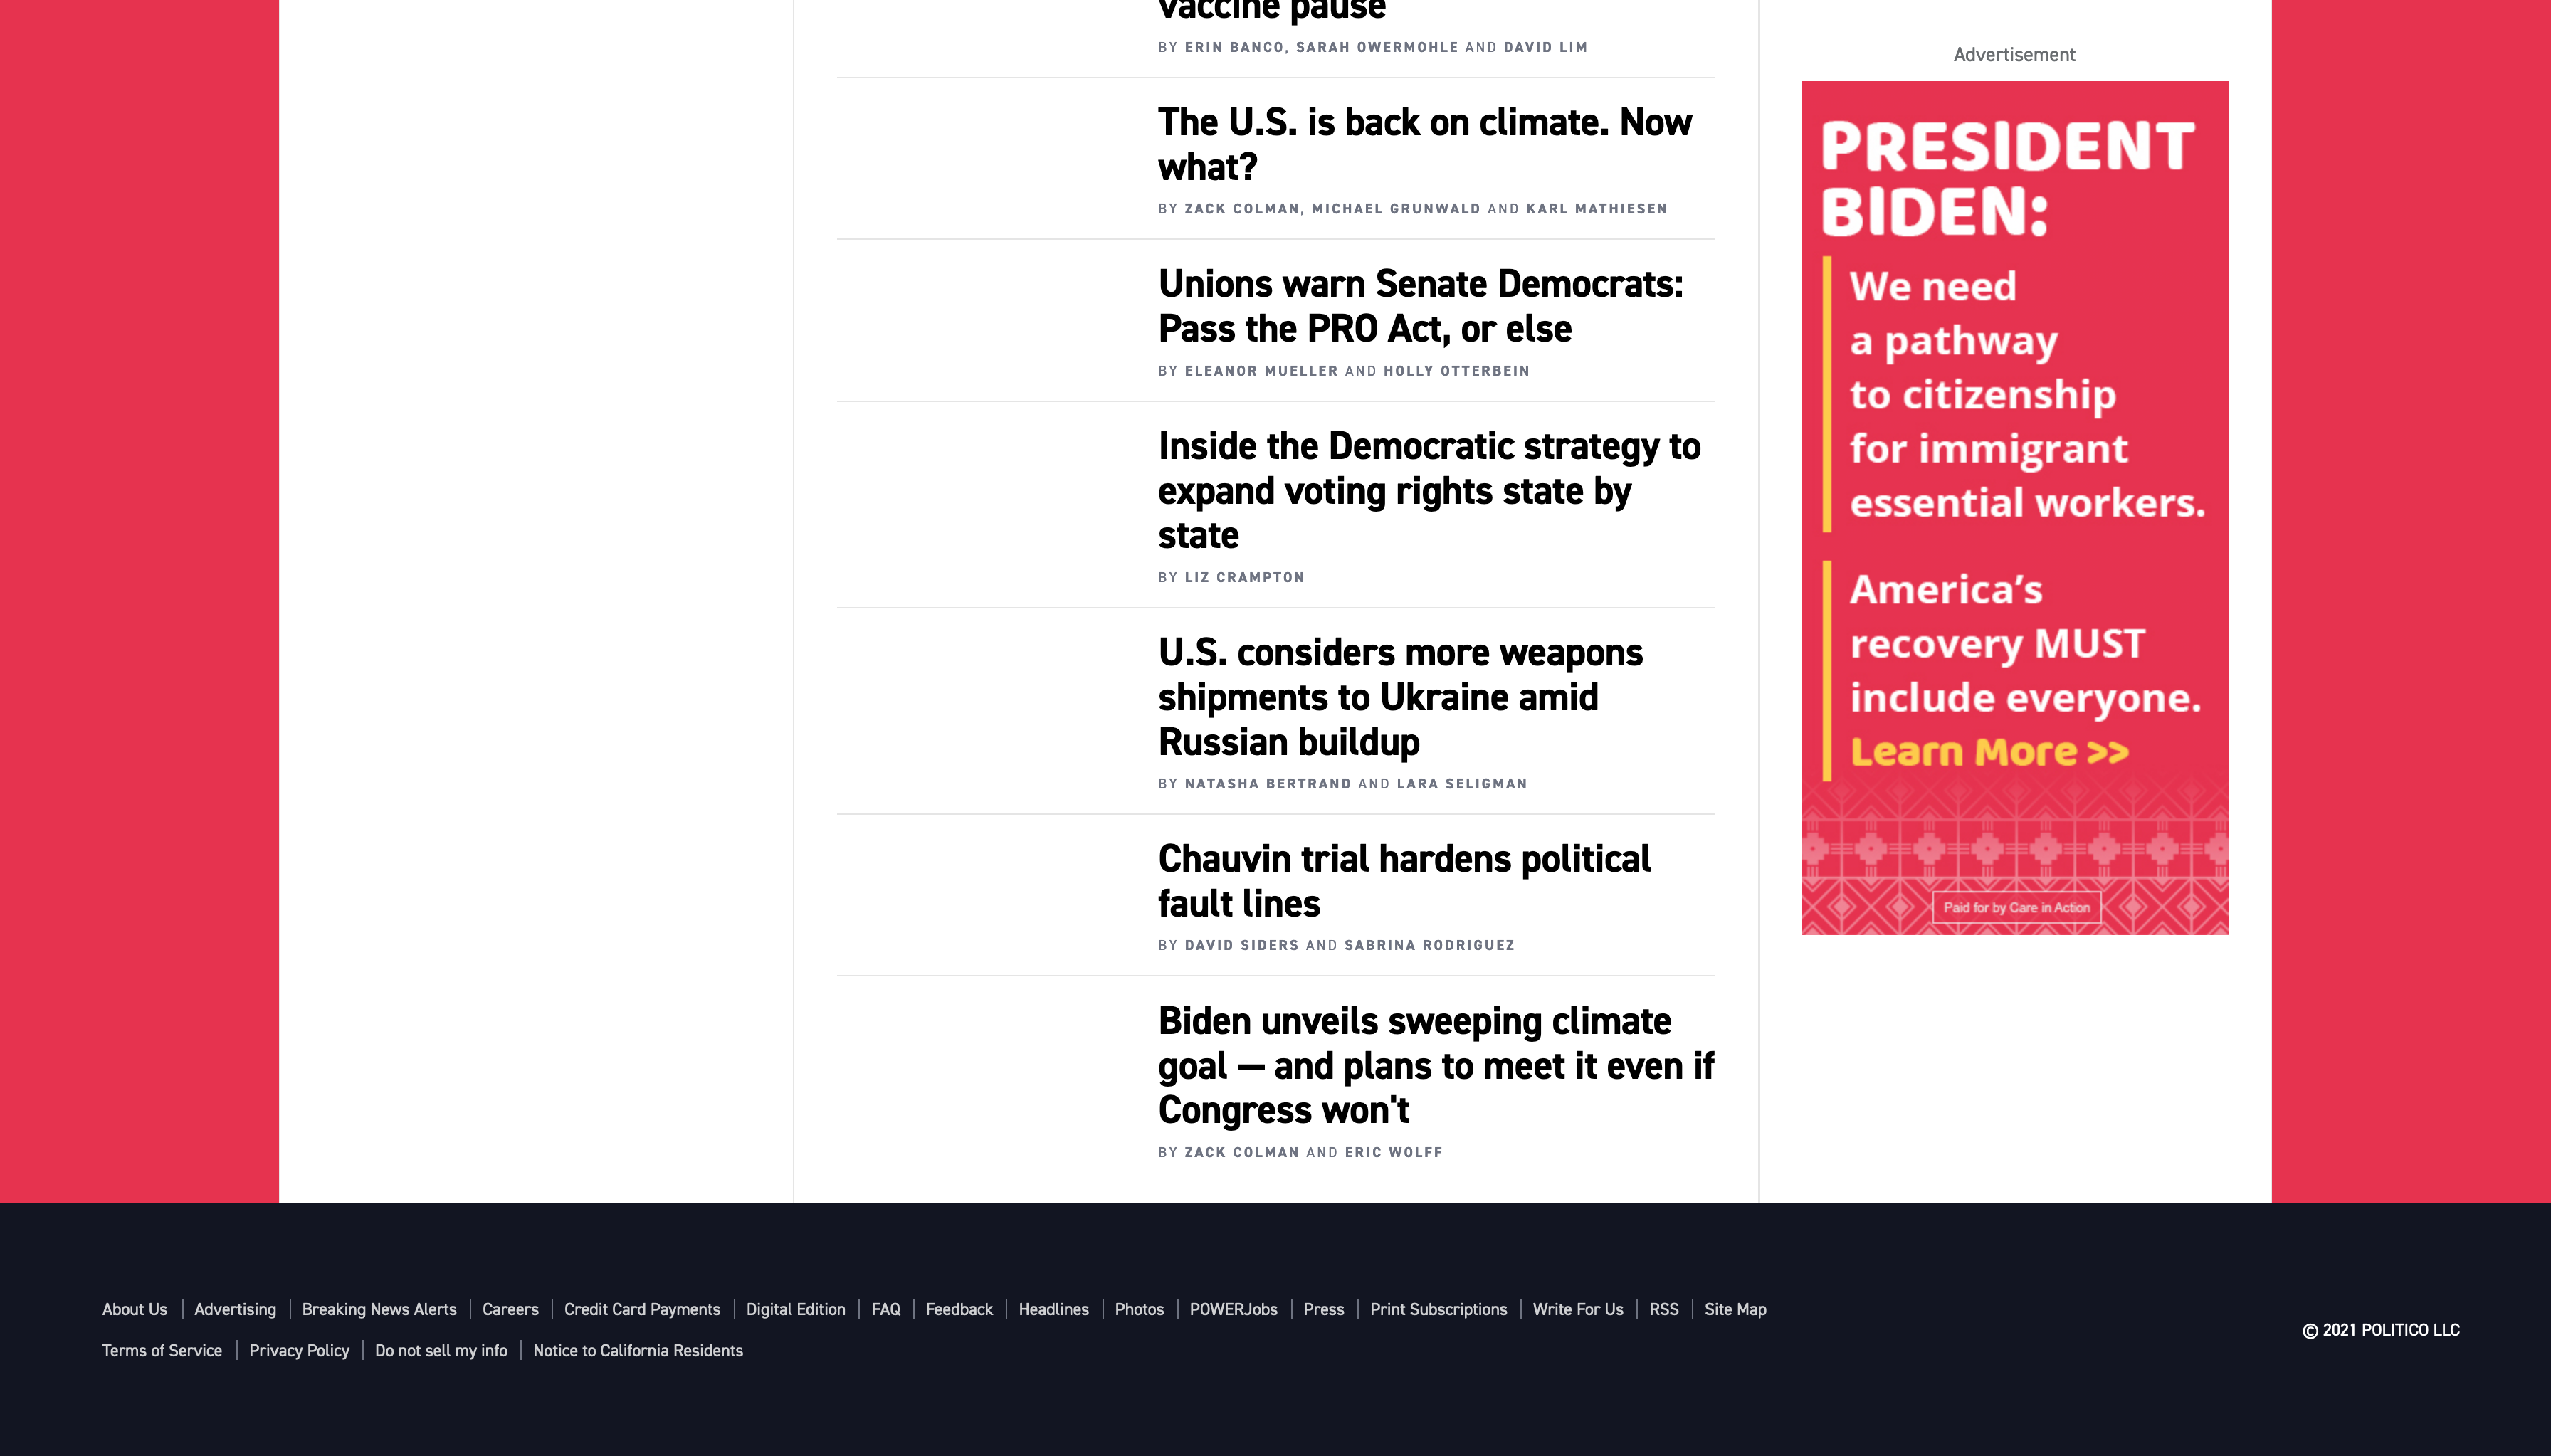 vaccine pause
BY ERIN BANCO, SARAH OWERMOHLE AND DAVID LIM
The U.S. is back on climate. Now
what?
BY ZACK COLMAN, MICHAEL GRUNWALD AND KARL MATHIESEN
Unions warn Senate Democrats:
Pass the PRO Act, or else
BY ELEANOR MUELLER AND HOLLY OTTERBEIN
Inside the Democratic strategy to
expand voting rights state by
state
BY LIZ CRAMPTON
U.S. considers more weapons
shipments to Ukraine amid
Russian buildup
BY NATASHA BERTRAND AND LARA SELIGMAN
Chauvin trial hardens political
fault lines
BY DAVID SIDERS AND SABRINA RODRIGUEZ
Biden unveils sweeping climate
goal — and plans to meet it even if
Congress won't
BY ZACK COLMAN AND ERIC WOLFF
Advertisement
PRESIDENT
BIDEN:
We need
a pathway
to citizenship
for immigrant
essential workers.
America’s
recovery MUST
include everyone.
Learn More >>
Paid for by Care in Action
About Us Advertising Breaking News Alerts Careers Credit Card Payments Digital Edition FAQ Feedback Headlines Photos POWERJobs Press Print Subscriptions Write For Us RSS Site Map
Terms of Service Privacy Policy Do not sell my info Notice to California Residents
© 2021 POLITICO LLC